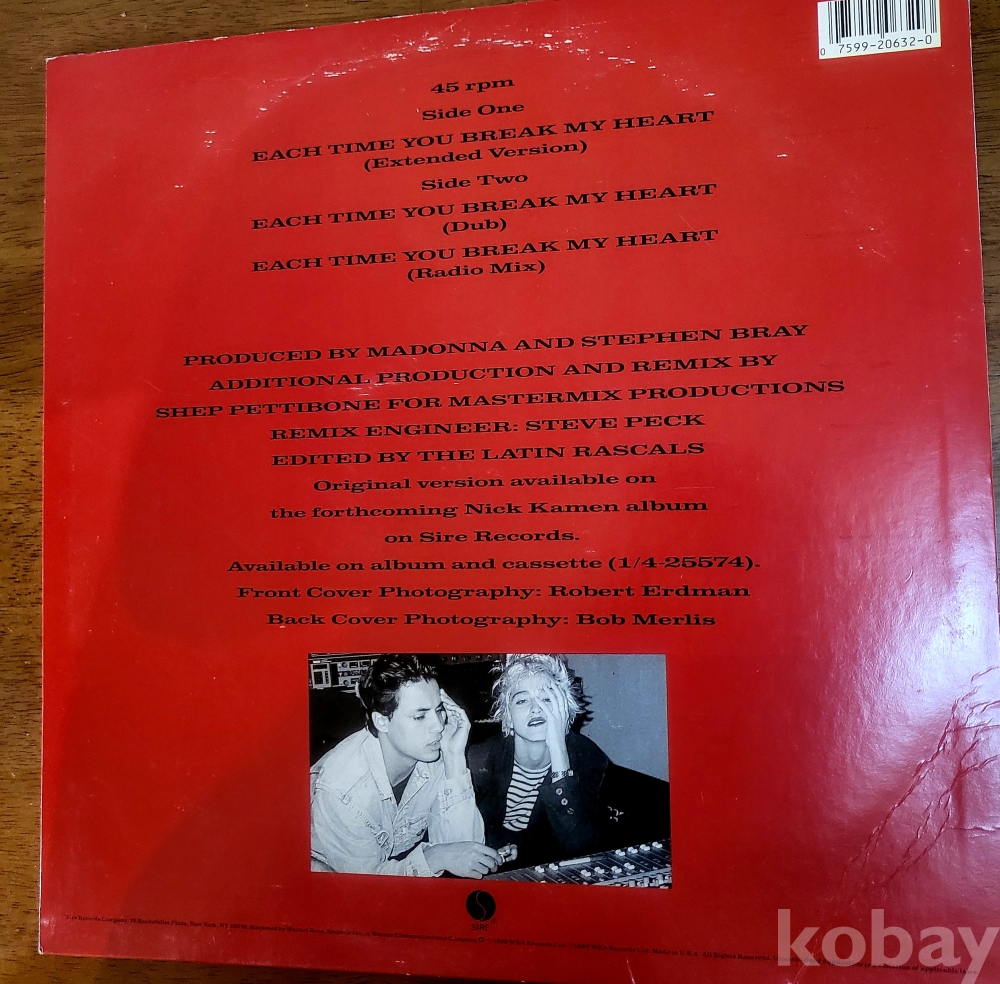 0 7599-20632-0
45 rpm
Side One
EACH TIME YOU BREAK MY HEART
(Extended Version)
Side Two
EACH TIME YOU BREAK MY HEART
(Dub)
EACH TIME YOU BREAK MY HEART
(Radio Mix)
PRODUCED BY MADONNA AND STEPHEN BRAY
ADDITIONAL PRODUCTION AND REMIX BY
SHEP PETTIBONE FOR MASTERMIX PRODUCTIONS
REMIX ENGINEER: STEVE PECK
EDITED BY THE LATIN RASCALS
Original version available on
the forthcoming Nick Kamen album
on Sire Records.
Available on album and cassette (1/4-25574).
Front Cover Photography: Robert Erdman
Back Cover Photography: Bob Merlis
SIRE
kobay